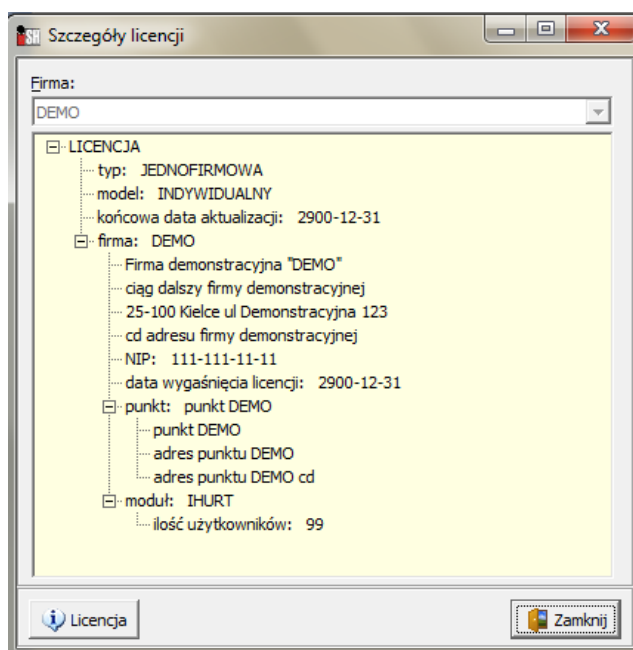 Szczegóły licencji
Firma:
DEMO
LICENCJA
typ: JEDNOFIRMOWA
model: INDYWIDUALNY
końcowa data aktualizacji: 2900-12-31
firma: DEMO
Firma demonstracyjna "DEMO"
ciąg dalszy firmy demonstracyjnej
25-100 Kielce ul Demonstracyjna 123
cd adresu firmy demonstracyjnej
NIP: 111-111-11-11
data wygaśnięcia licencji: 2900-12-31
punkt: punkt DEMO
punkt DEMO
adres punktu DEMO
adres punktu DEMO cd
moduł: IHURT
ilość użytkowników: 99
Licencja
Zamknij